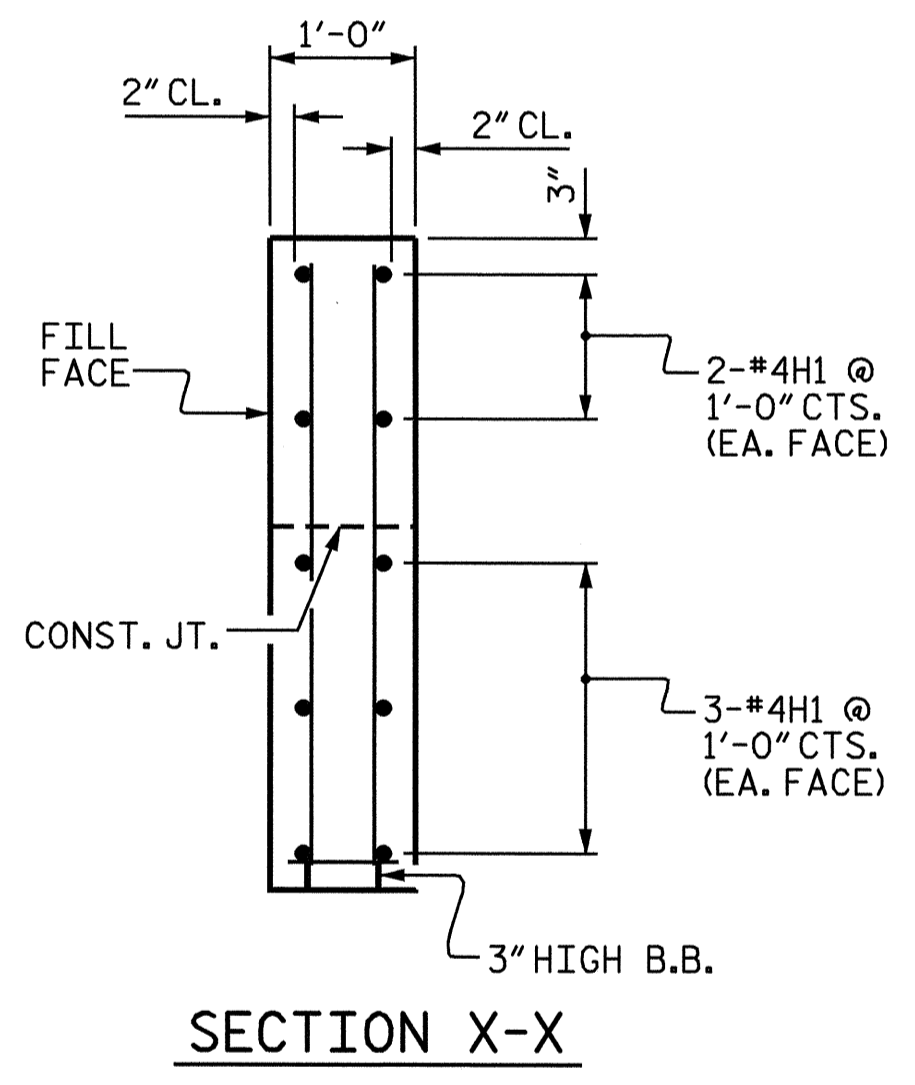 1'-0"
2" CL.
2" CL.
3"
FILL
FACE
2-#4H1 @
1'-0" CTS.
(EA. FACE)
CONST. JT.
3-#4H1 @
1'-0" CTS.
(EA. FACE)
3" HIGH B.B.
SECTION X-X